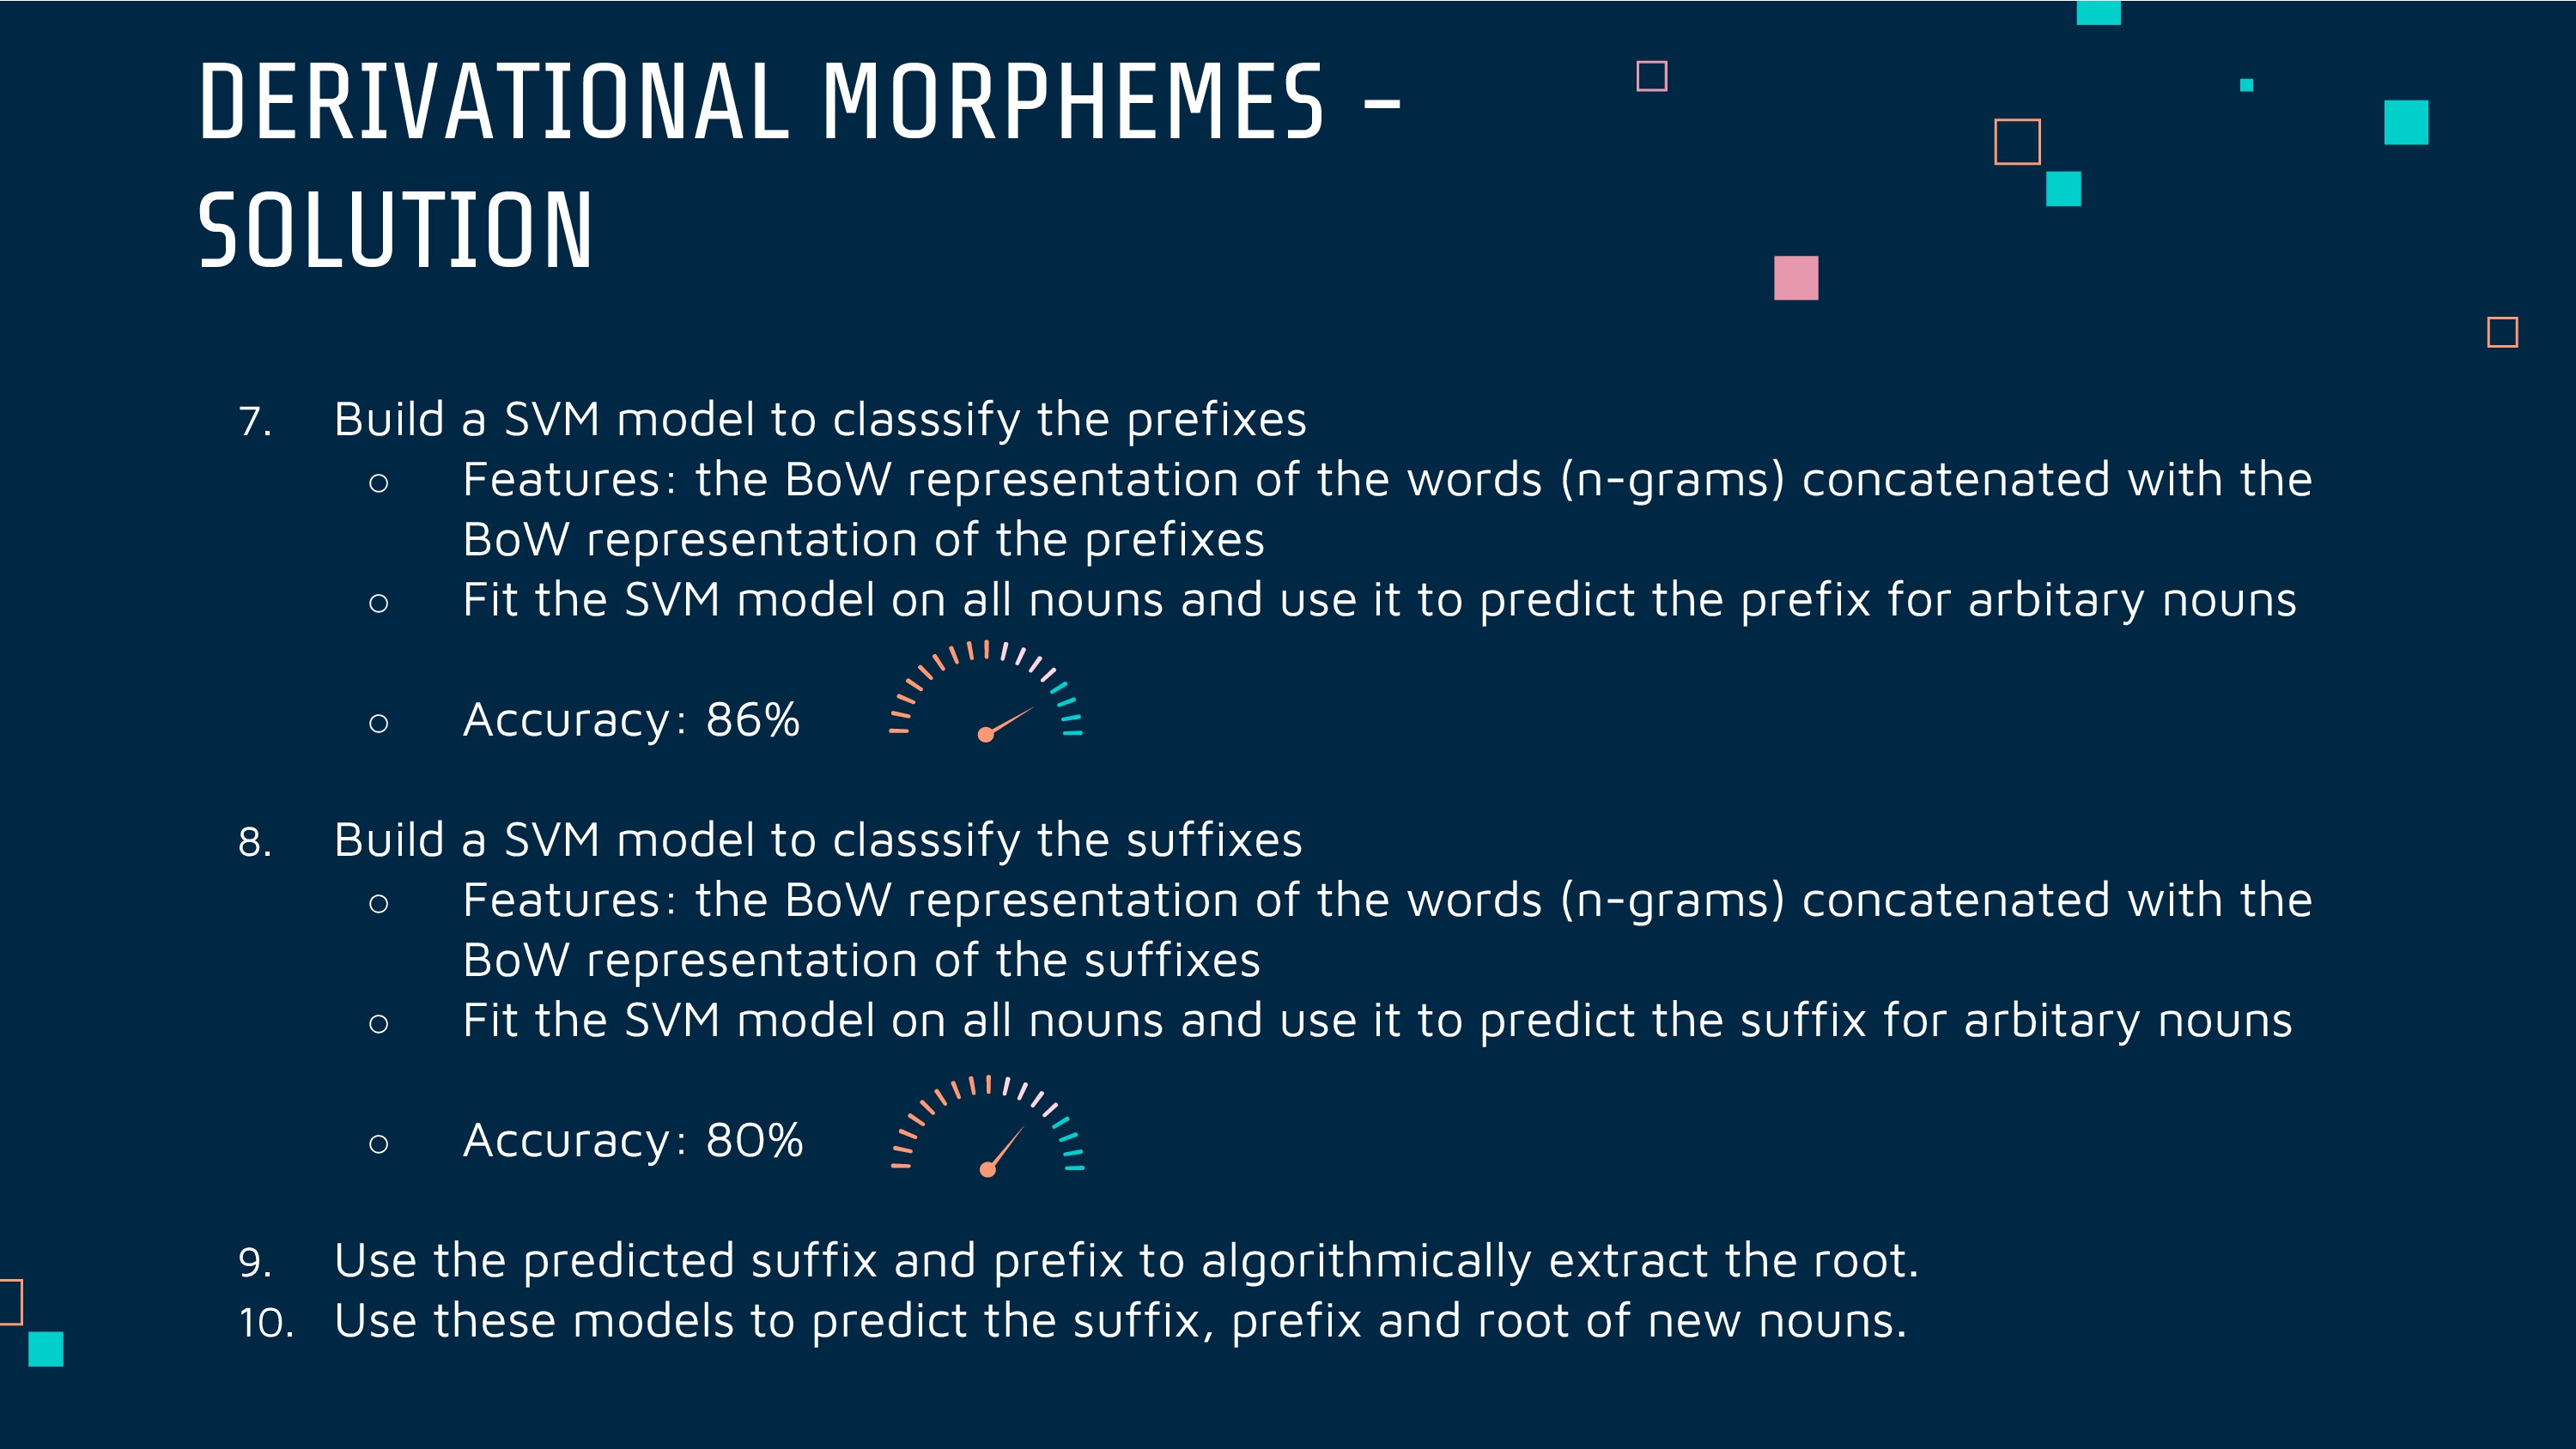 DERIVATIONAL MORPHEMES –
SOLUTION
7. Build a SVM model to classsify the prefixes
○ Features: the BoW representation of the words (n-grams) concatenated with the
BoW representation of the prefixes
○ Fit the SVM model on all nouns and use it to predict the prefix for arbitary nouns
○ Accuracy: 86%
8. Build a SVM model to classsify the suffixes
○ Features: the BoW representation of the words (n-grams) concatenated with the
BoW representation of the suffixes
○ Fit the SVM model on all nouns and use it to predict the suffix for arbitary nouns
○ Accuracy: 80%
9. Use the predicted suffix and prefix to algorithmically extract the root.
10. Use these models to predict the suffix, prefix and root of new nouns.